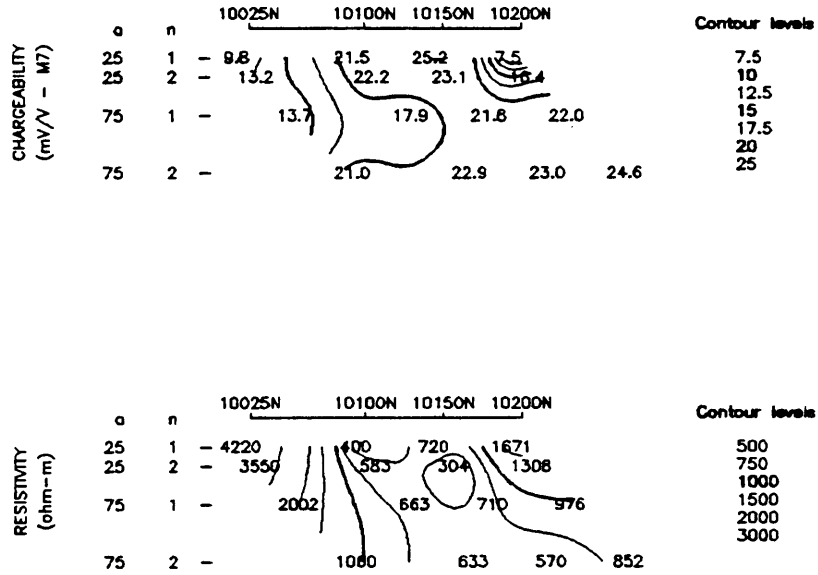 10025N 10100N 10150N 10200N
Contour levels
a n
CHARGEABILITY
(mV/V - M7)
25 1 - 9.8 21.5 25.2 7.5
7.5
25 2 - 13.2 22.2 23.1 16.4
10
12.5
75 1 - 13.7 17.9 21.8 22.0
15
17.5
20
25
75 2 - 21.0 22.9 23.0 24.6
10025N 10100N 10150N 10200N
Contour levels
a n
RESISTIVITY
(ohm-m)
25 1 - 4220 400 720 1671
500
25 2 - 3550 583 304 1308
750
1000
75 1 - 2002 663 710 976
1500
2000
3000
75 2 - 1000 633 570 852